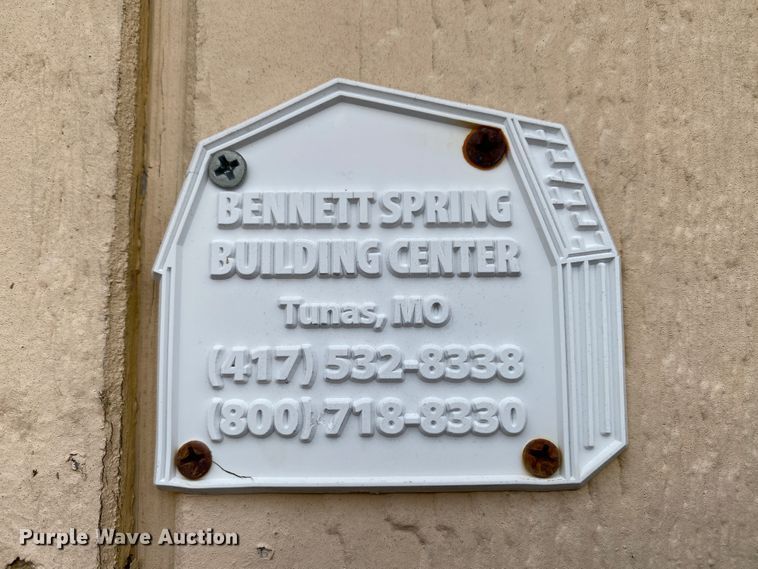 BENNETT SPRING
BUILDING CENTER
Tunas, MO
(417) 532-8338
(800) 718-8330
Purple Wave Auction